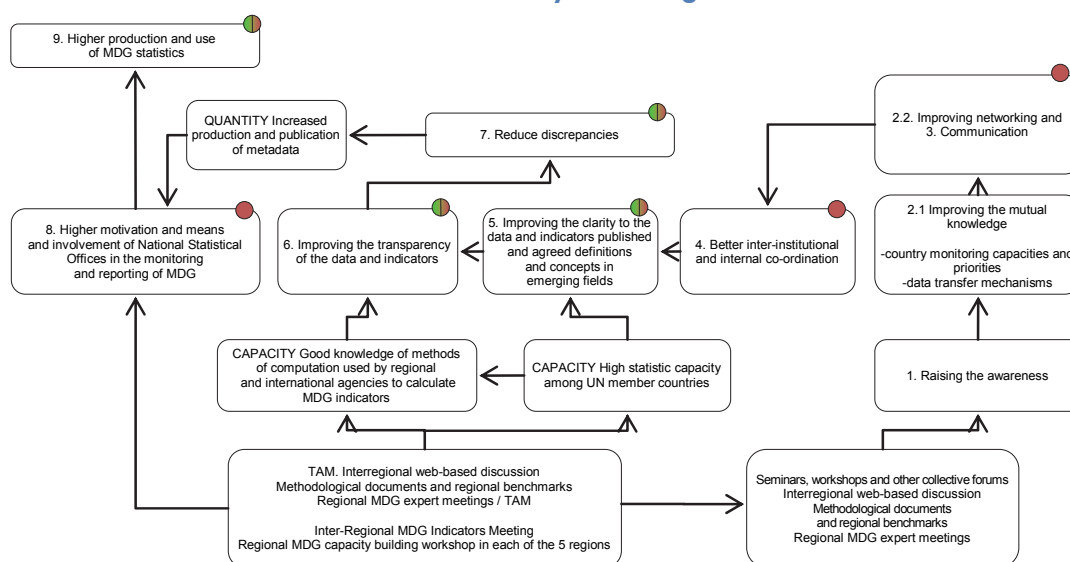 9. Higher production and use
of MDG statistics
QUANTITY Increased
production and publication
of metadata
7. Reduce discrepancies
2.2. Improving networking and
3. Communication
8. Higher motivation and means
and involvement of National Statistical
Offices in the monitoring
and reporting of MDG
6. Improving the transparency
of the data and indicators
5. Improving the clarity to the
data and indicators published
and agreed definitions
and concepts in
emerging fields
4. Better inter-institutional
and internal co-ordination
2.1 Improving the mutual
knowledge
-country monitoring capacities and
priorities
-data transfer mechanisms
CAPACITY Good knowledge of methods
of computation used by regional
and international agencies to calculate
MDG indicators
CAPACITY High statistic capacity
among UN member countries
1. Raising the awareness
TAM. Interregional web-based discussion
Methodological documents and regional benchmarks
Regional MDG expert meetings / TAM
Inter-Regional MDG Indicators Meeting
Regional MDG capacity building workshop in each of the 5 regions
Seminars, workshops and other collective forums
Interregional web-based discussion
Methodological documents
and regional benchmarks
Regional MDG expert meetings